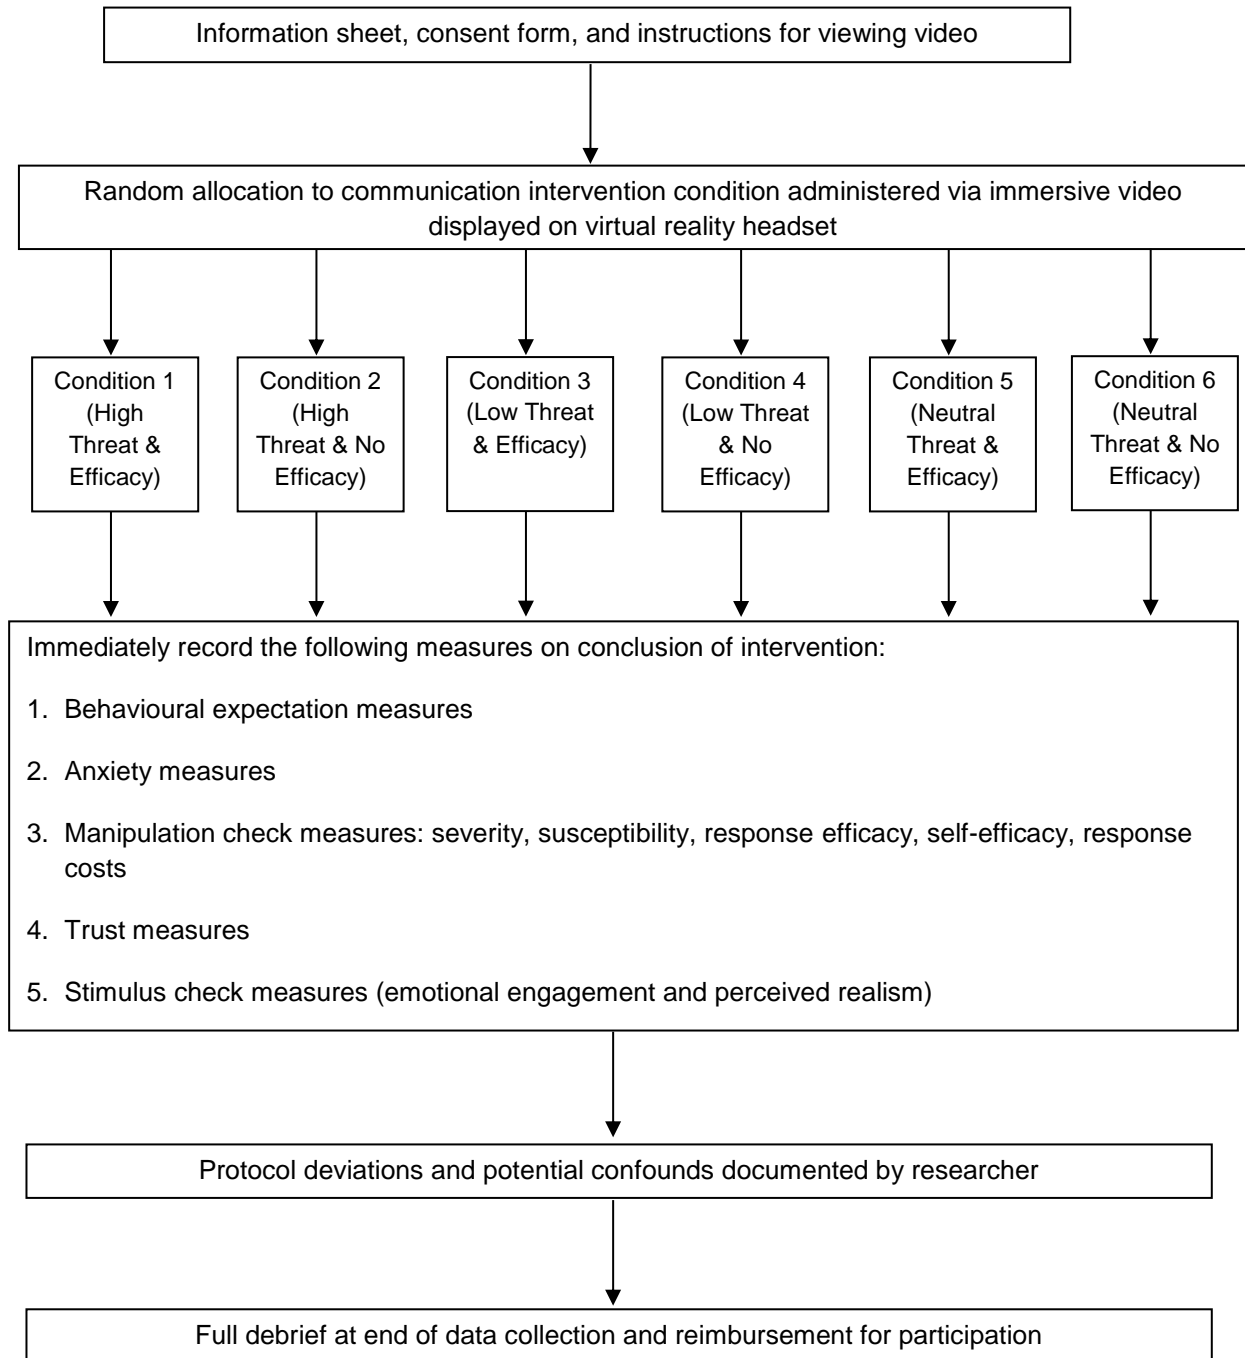 Information sheet, consent form, and instructions for viewing video
Random allocation to communication intervention condition administered via immersive video
displayed on virtual reality headset
Condition 1
(High
Threat &
Efficacy)
Condition 2
(High
Threat & No
Efficacy)
Condition 3
(Low Threat
& Efficacy)
Condition 4
(Low Threat
& No
Efficacy)
Condition 5
(Neutral
Threat &
Efficacy)
Condition 6
(Neutral
Threat & No
Efficacy)
Immediately record the following measures on conclusion of intervention:
1. Behavioural expectation measures
2. Anxiety measures
3. Manipulation check measures: severity, susceptibility, response efficacy, self-efficacy, response
costs
4. Trust measures
5. Stimulus check measures (emotional engagement and perceived realism)
Protocol deviations and potential confounds documented by researcher
Full debrief at end of data collection and reimbursement for participation